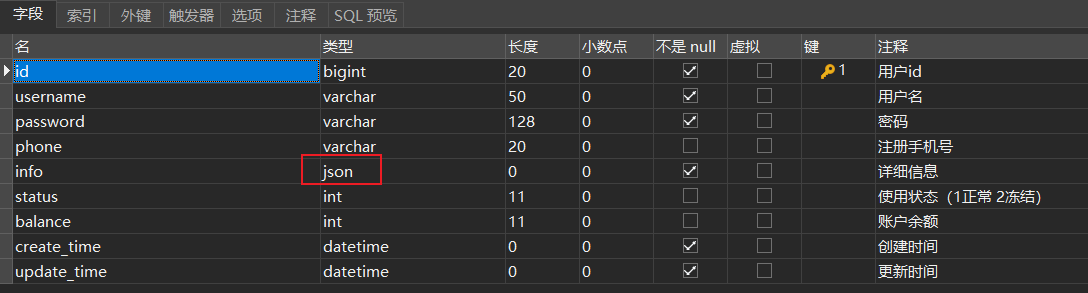 字段 索引 外键 触发器 选项 注释 SQL 预览
名 类型 长度 小数点 不是 null 虚拟 键 注释
id bigint 20 0 1 用户id
username varchar 50 0 用户名
password varchar 128 0 密码
phone varchar 20 0 注册手机号
info json 0 0 详细信息
status int 11 0 使用状态（1正常 2冻结）
balance int 11 0 账户余额
create_time datetime 0 0 创建时间
update_time datetime 0 0 更新时间